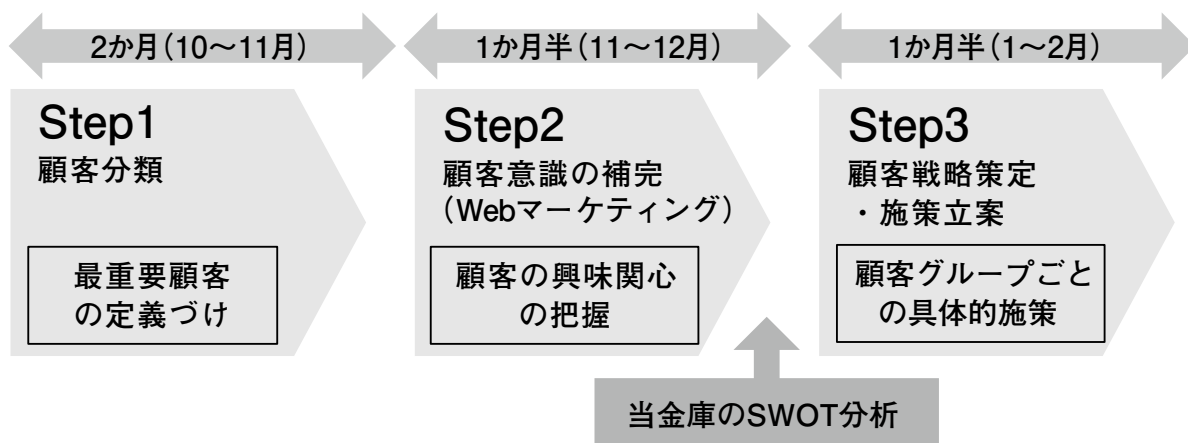 2か月(10〜11月)
1か月半(11〜12月)
1か月半(1〜2月)
Step1
顧客分類
最重要顧客
の定義づけ
Step2
顧客意識の補完
(Webマーケティング)
顧客の興味関心
の把握
Step3
顧客戦略策定
・施策立案
顧客グループごと
の具体的施策
当金庫のSWOT分析